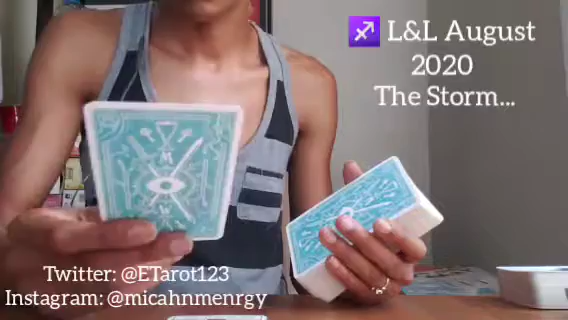 ♐ L&L August
2020
The Storm...
Twitter: @ETarot123
Instagram: @micahnmenrgy